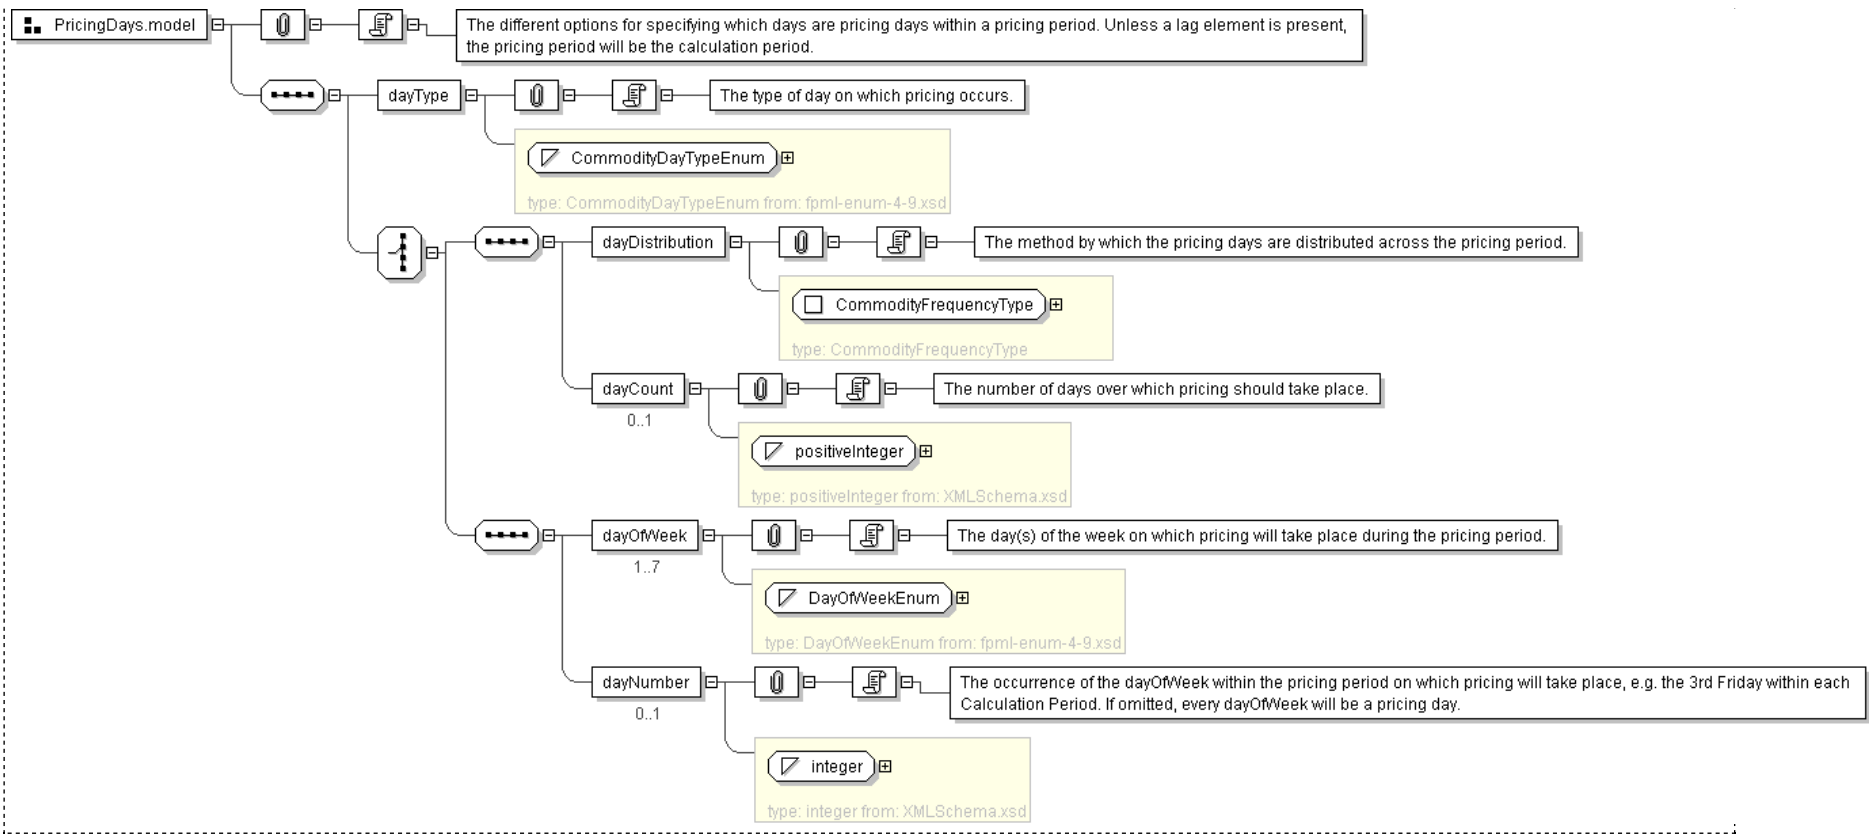 PricingDays.model
The different options for specifying which days are pricing days within a pricing period. Unless a lag element is present,
the pricing period will be the calculation period.
dayType
The type of day on which pricing occurs.
CommodityDayTypeEnum
type: CommodityDayTypeEnum from: fpml-enum-4-9.xsd
dayDistribution
The method by which the pricing days are distributed across the pricing period.
CommodityFrequencyType
type: CommodityFrequencyType
dayCount
The number of days over which pricing should take place.
0..1
positiveInteger
type: positiveInteger from: XMLSchema.xsd
dayOfWeek
The day(s) of the week on which pricing will take place during the pricing period.
1..7
DayOfWeekEnum
type: DayOfWeekEnum from: fpml-enum-4-9.xsd
dayNumber
The occurrence of the dayOfWeek within the pricing period on which pricing will take place, e.g. the 3rd Friday within each
Calculation Period. If omitted, every dayOfWeek will be a pricing day.
0..1
integer
type: integer from: XMLSchema.xsd